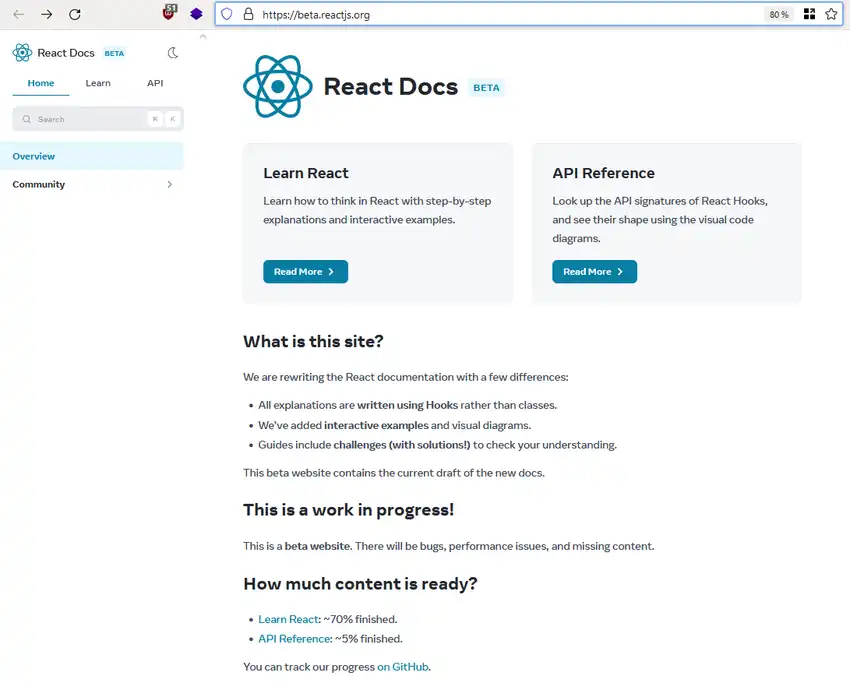 51
https://beta.reactjs.org
80 %
React Docs BETA
Home Learn API
Search
K K
Overview
Community
React Docs BETA
Learn React
Learn how to think in React with step-by-step
explanations and interactive examples.
Read More
API Reference
Look up the API signatures of React Hooks,
and see their shape using the visual code
diagrams.
Read More
What is this site?
We are rewriting the React documentation with a few differences:
• All explanations are written using Hooks rather than classes.
• We've added interactive examples and visual diagrams.
• Guides include challenges (with solutions!) to check your understanding.
This beta website contains the current draft of the new docs.
This is a work in progress!
This is a beta website. There will be bugs, performance issues, and missing content.
How much content is ready?
• Learn React: ~70% finished.
• API Reference: ~5% finished.
You can track our progress on GitHub.